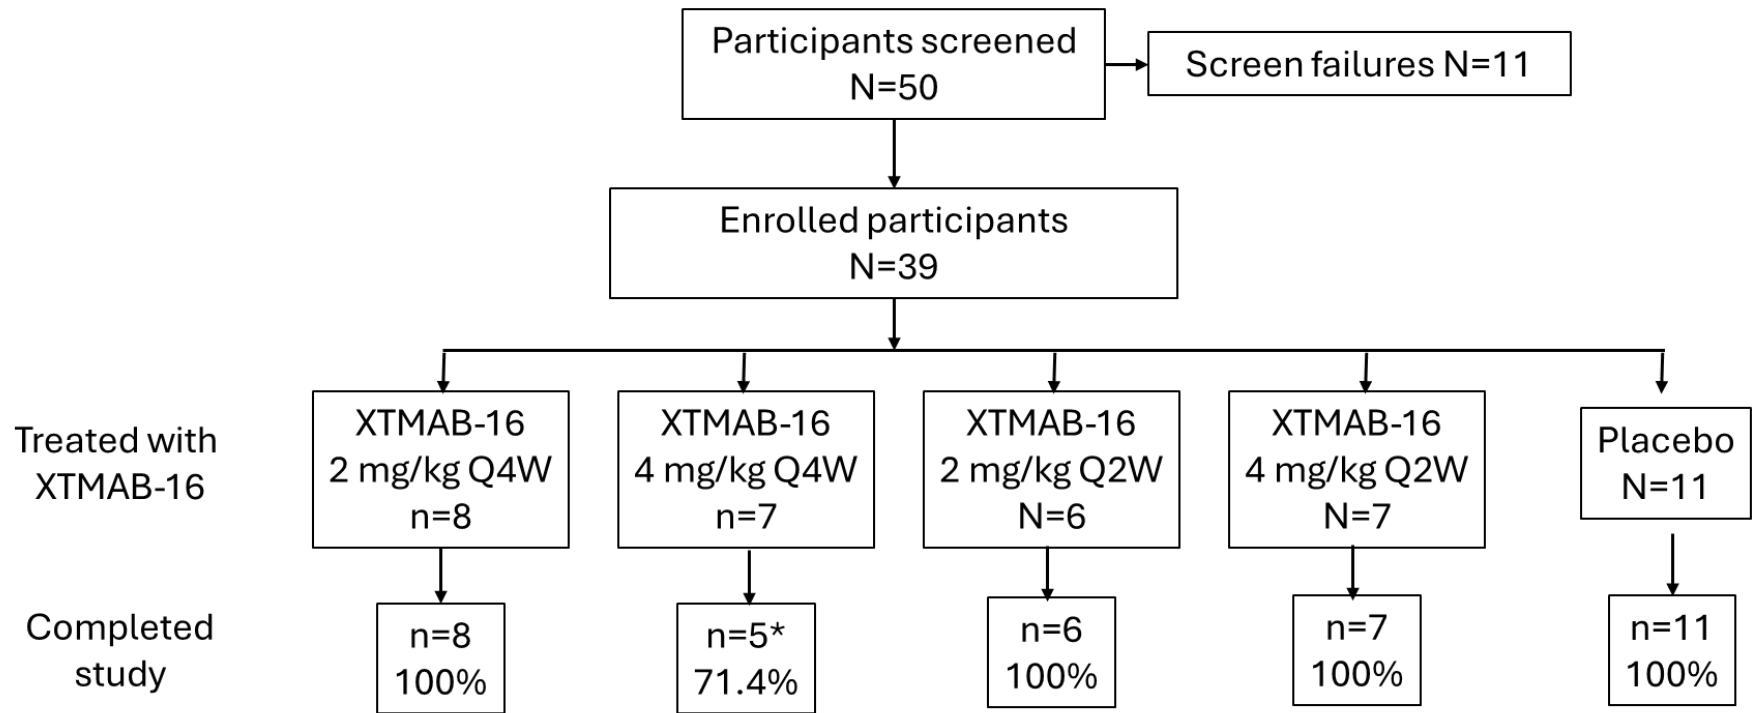 Participants screened
N=50
Screen failures N=11
Enrolled participants
N=39
Treated with
XTMAB-16
XTMAB-16
2 mg/kg Q4W
n=8
XTMAB-16
4 mg/kg Q4W
n=7
XTMAB-16
2 mg/kg Q2W
N=6
XTMAB-16
4 mg/kg Q2W
N=7
Placebo
N=11
Completed
study
n=8
100%
n=5*
71.4%
n=6
100%
n=7
100%
n=11
100%